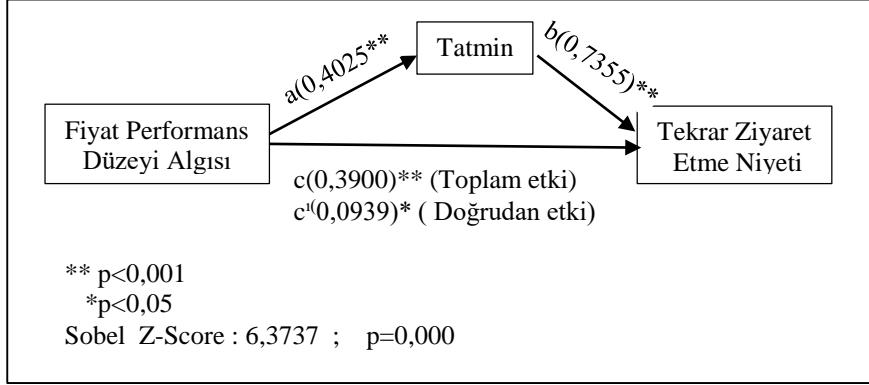 a(0,4025**
Tatmin
b(0,7355)**
Fiyat Performans
Düzeyi Algısı
Tekrar Ziyaret
Etme Niyeti
c(0,3900)** (Toplam etki)
c¹⁽0,0939)* ( Doğrudan etki)
** p<0,001
*p<0,05
Sobel Z-Score : 6,3737 ; p=0,000